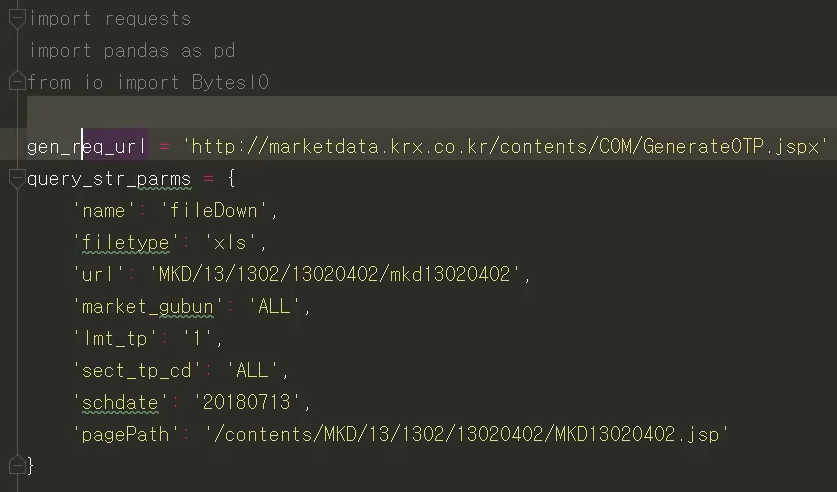 import requests
import pandas as pd
from io import BytesIO
gen_req_url = 'http://marketdata.krx.co.kr/contents/COM/GenerateOTP.jspx'
query_str_parms = {
'name': 'fileDown',
'filetype': 'xls',
'url': 'MKD/13/1302/13020402/mkd13020402',
'market_gubun': 'ALL',
'lmt_tp': '1',
'sect_tp_cd': 'ALL',
'schdate': '20180713',
'pagePath': '/contents/MKD/13/1302/13020402/MKD13020402.jsp'
}